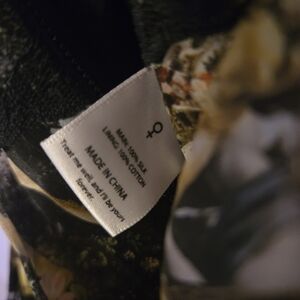 MAIN: 100% SILK
LINING: 100% COTTON
MADE IN CHINA
Treat me well, and i'll be yours
forever.